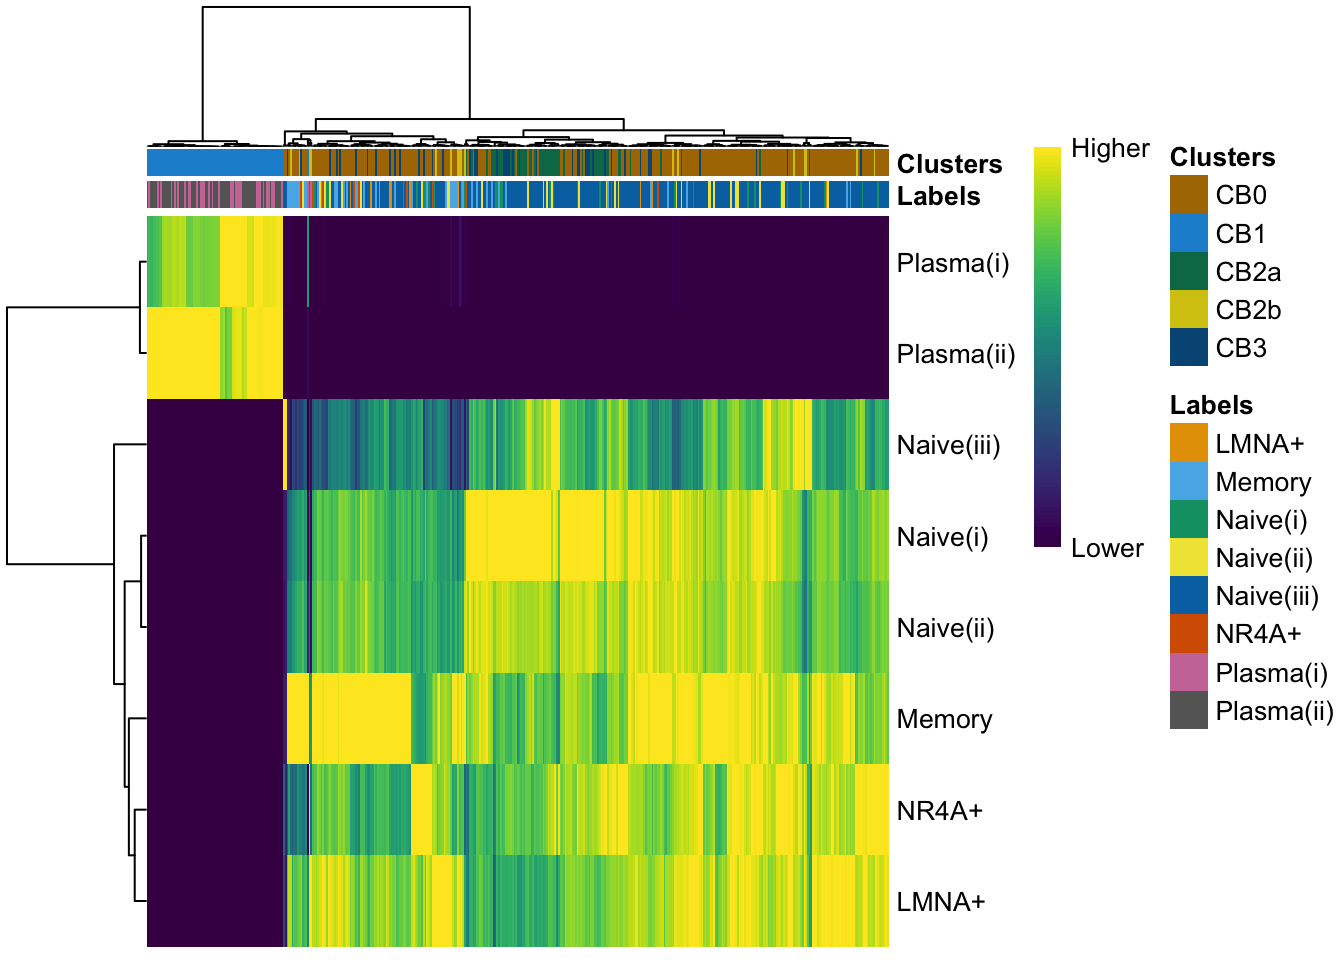 Clusters
Labels
Plasma(i)
Plasma(ii)
Naive(iii)
Naive(i)
Naive(ii)
Memory
NR4A+
LMNA+
Higher
Lower
Clusters
CB0
CB1
CB2a
CB2b
CB3
Labels
LMNA+
Memory
Naive(i)
Naive(ii)
Naive(iii)
NR4A+
Plasma(i)
Plasma(ii)